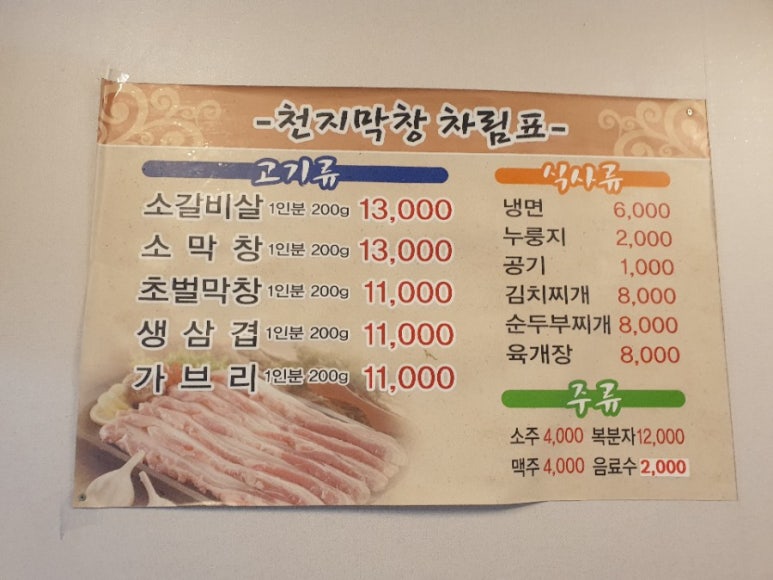 -천지막창 차림표-
고기류
소갈비살 1인분 200g 13,000
소막창 1인분 200g 13,000
초벌막창 1인분 200g 11,000
생삼겹 1인분 200g 11,000
가브리 1인분 200g 11,000
식사류
냉면 6,000
누룽지 2,000
공기 1,000
김치찌개 8,000
순두부찌개 8,000
육개장 8,000
주류
소주 4,000 복분자 12,000
맥주 4,000 음료수 2,000